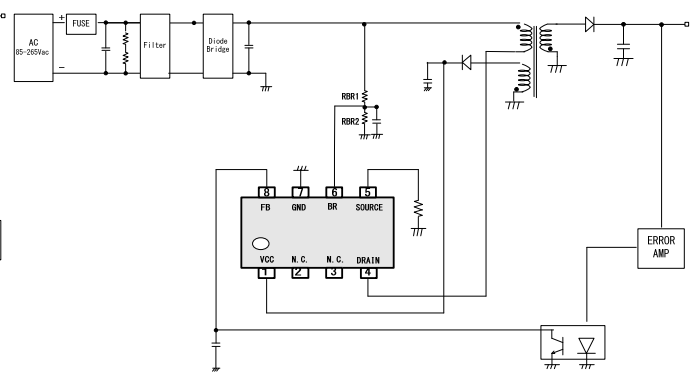 +
FUSE
AC
85-265Vac
−
Filter
Diode
Bridge
RBR1
RBR2
8 7 6 5
FB GND BR SOURCE
VCC N.C. N.C. DRAIN
1 2 3 4
ERROR
AMP